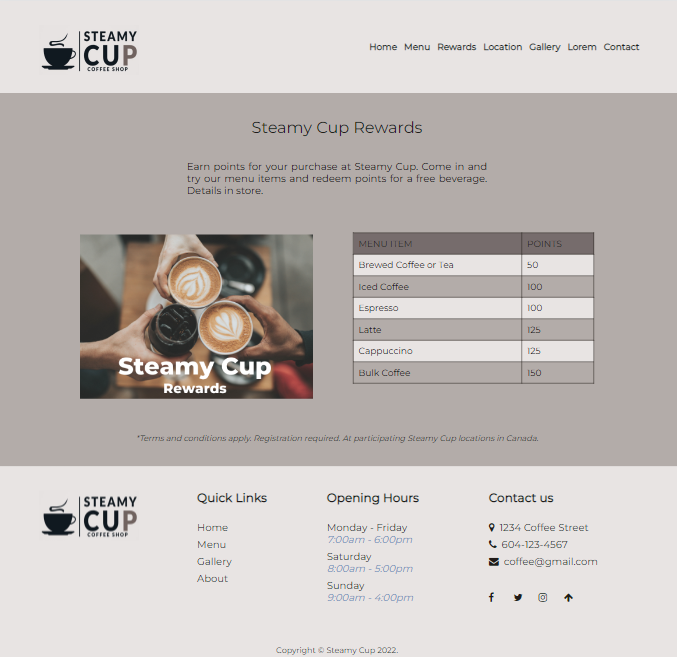 STEAMY
CUP
COFFEE SHOP
Home Menu Rewards Location Gallery Lorem Contact
Steamy Cup Rewards
Earn points for your purchase at Steamy Cup. Come in and
try our menu items and redeem points for a free beverage.
Details in store.
Steamy Cup
Rewards
MENU ITEM POINTS
Brewed Coffee or Tea 50
Iced Coffee 100
Espresso 100
Latte 125
Cappuccino 125
Bulk Coffee 150
*Terms and conditions apply. Registration required. At participating Steamy Cup locations in Canada.
STEAMY
CUP
COFFEE SHOP
Quick Links
Home
Menu
Gallery
About
Opening Hours
Monday - Friday
7:00am - 6:00pm
Saturday
8:00am - 5:00pm
Sunday
9:00am - 4:00pm
Contact us
1234 Coffee Street
604-123-4567
coffee@gmail.com
Copyright © Steamy Cup 2022.